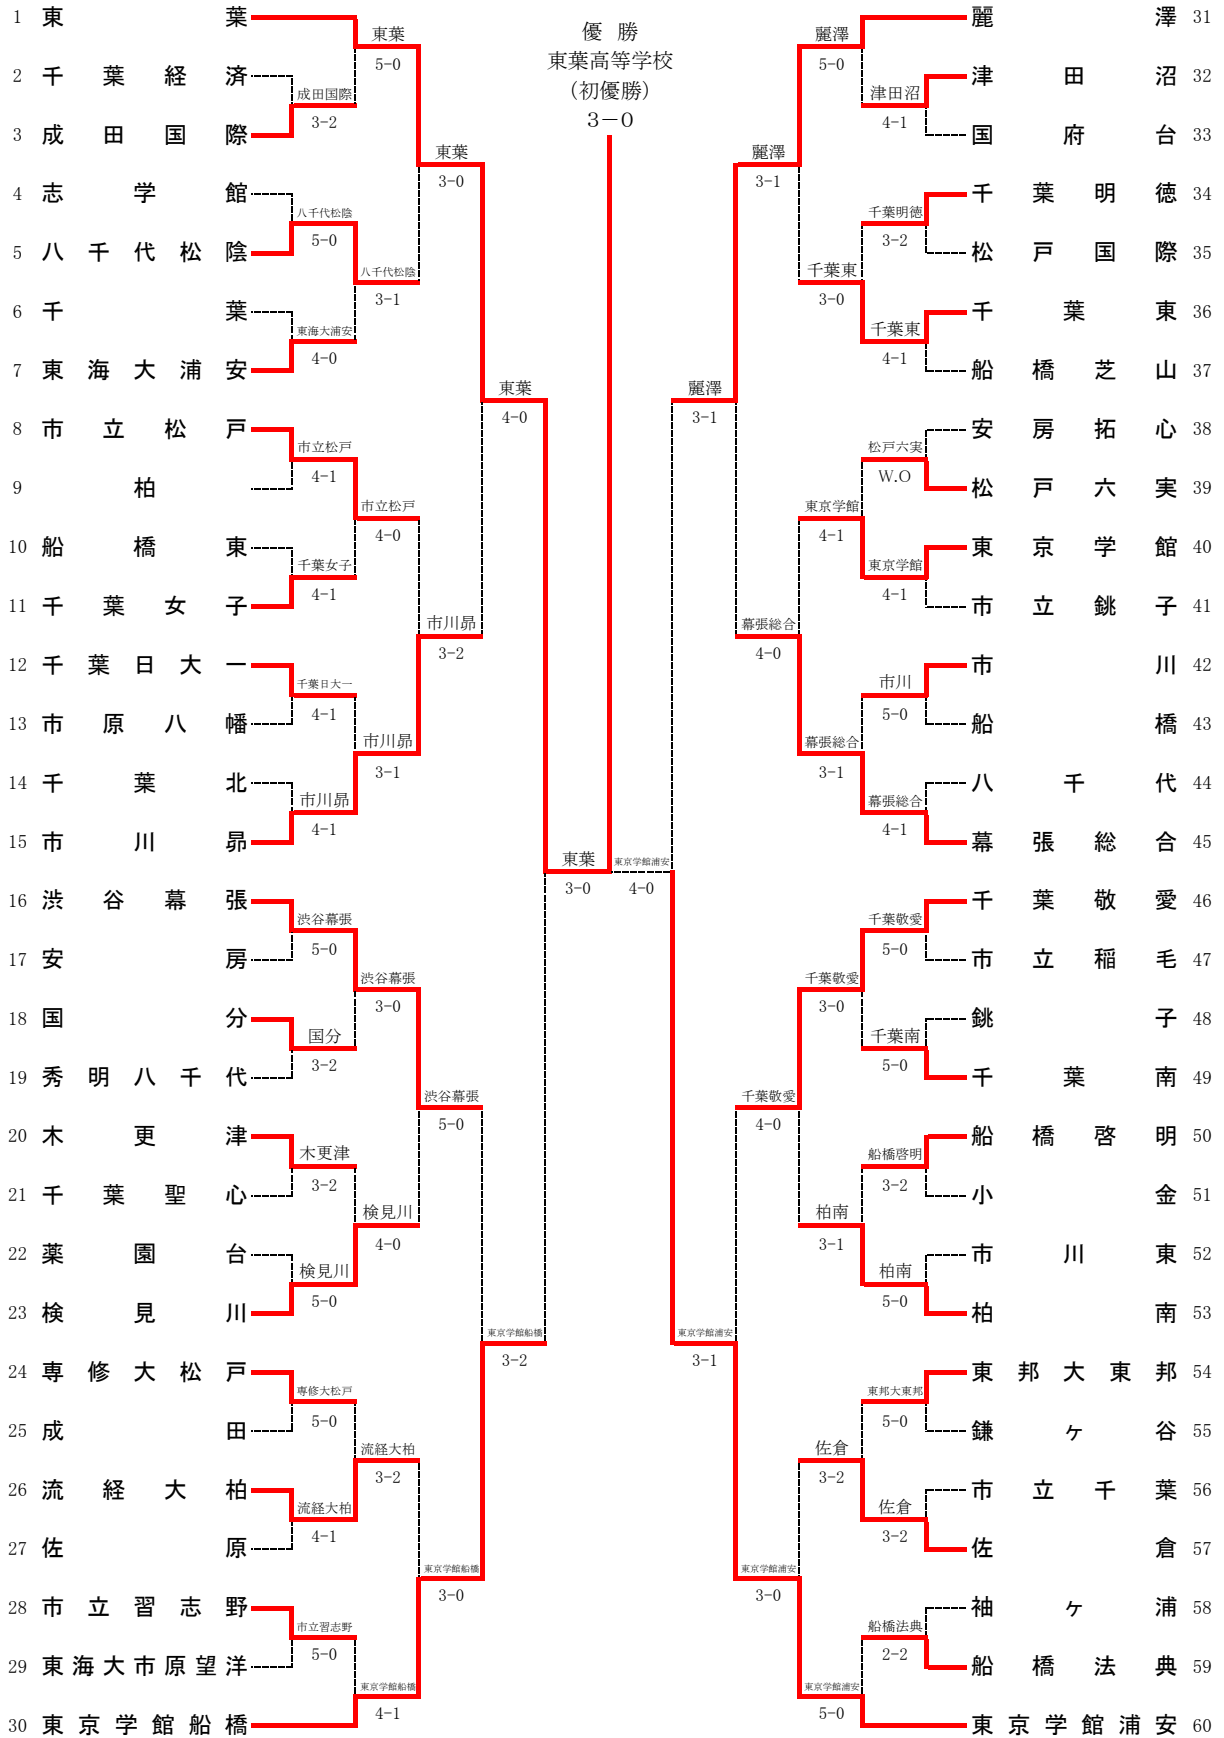 優 勝
東葉高等学校
（初優勝）
3－0
1 東葉
東葉
5-0
2 千葉経済
成田国際
3-2
3 成田国際
東葉
3-0
4 志学館
八千代松陰
5-0
5 八千代松陰
八千代松陰
3-1
6 千葉
東海大浦安
4-0
7 東海大浦安
東葉
4-0
8 市立松戸
市立松戸
4-1
9 柏
市立松戸
4-0
10 船橋東
千葉女子
4-1
11 千葉女子
市川昴
3-2
12 千葉日大一
千葉日大一
4-1
13 市原八幡
市川昴
3-1
14 千葉北
市川昴
4-1
15 市川昴
東葉
3-0
16 渋谷幕張
渋谷幕張
5-0
17 安房
渋谷幕張
3-0
18 国分
国分
3-2
19 秀明八千代
渋谷幕張
5-0
20 木更津
木更津
3-2
21 千葉聖心
検見川
4-0
22 薬園台
検見川
5-0
23 検見川
東京学館船橋
3-2
24 専修大松戸
専修大松戸
5-0
25 成田
流経大柏
3-2
26 流経大柏
流経大柏
4-1
27 佐原
東京学館船橋
3-0
28 市立習志野
市立習志野
5-0
29 東海大市原望洋
東京学館船橋
4-1
30 東京学館船橋
麗澤 31
麗澤
5-0
津田沼 32
津田沼
4-1
国府台 33
麗澤
3-1
千葉明徳 34
千葉明徳
3-2
松戸国際 35
千葉東
3-0
千葉東 36
千葉東
4-1
船橋芝山 37
麗澤
3-1
安房拓心 38
松戸六実
W.O
松戸六実 39
東京学館
4-1
東京学館 40
東京学館
4-1
市立銚子 41
幕張総合
4-0
市川 42
市川
5-0
船橋 43
幕張総合
3-1
八千代 44
幕張総合
4-1
幕張総合 45
東京学館浦安
4-0
千葉敬愛 46
千葉敬愛
5-0
市立稲毛 47
千葉敬愛
3-0
銚子 48
千葉南
5-0
千葉南 49
千葉敬愛
4-0
船橋啓明 50
船橋啓明
3-2
小金 51
柏南
3-1
市川東 52
柏南
5-0
柏南 53
東京学館浦安
3-1
東邦大東邦 54
東邦大東邦
5-0
鎌ヶ谷 55
佐倉
3-2
市立千葉 56
佐倉
3-2
佐倉 57
東京学館浦安
3-0
袖ヶ浦 58
船橋法典
2-2
船橋法典 59
東京学館浦安
5-0
東京学館浦安 60